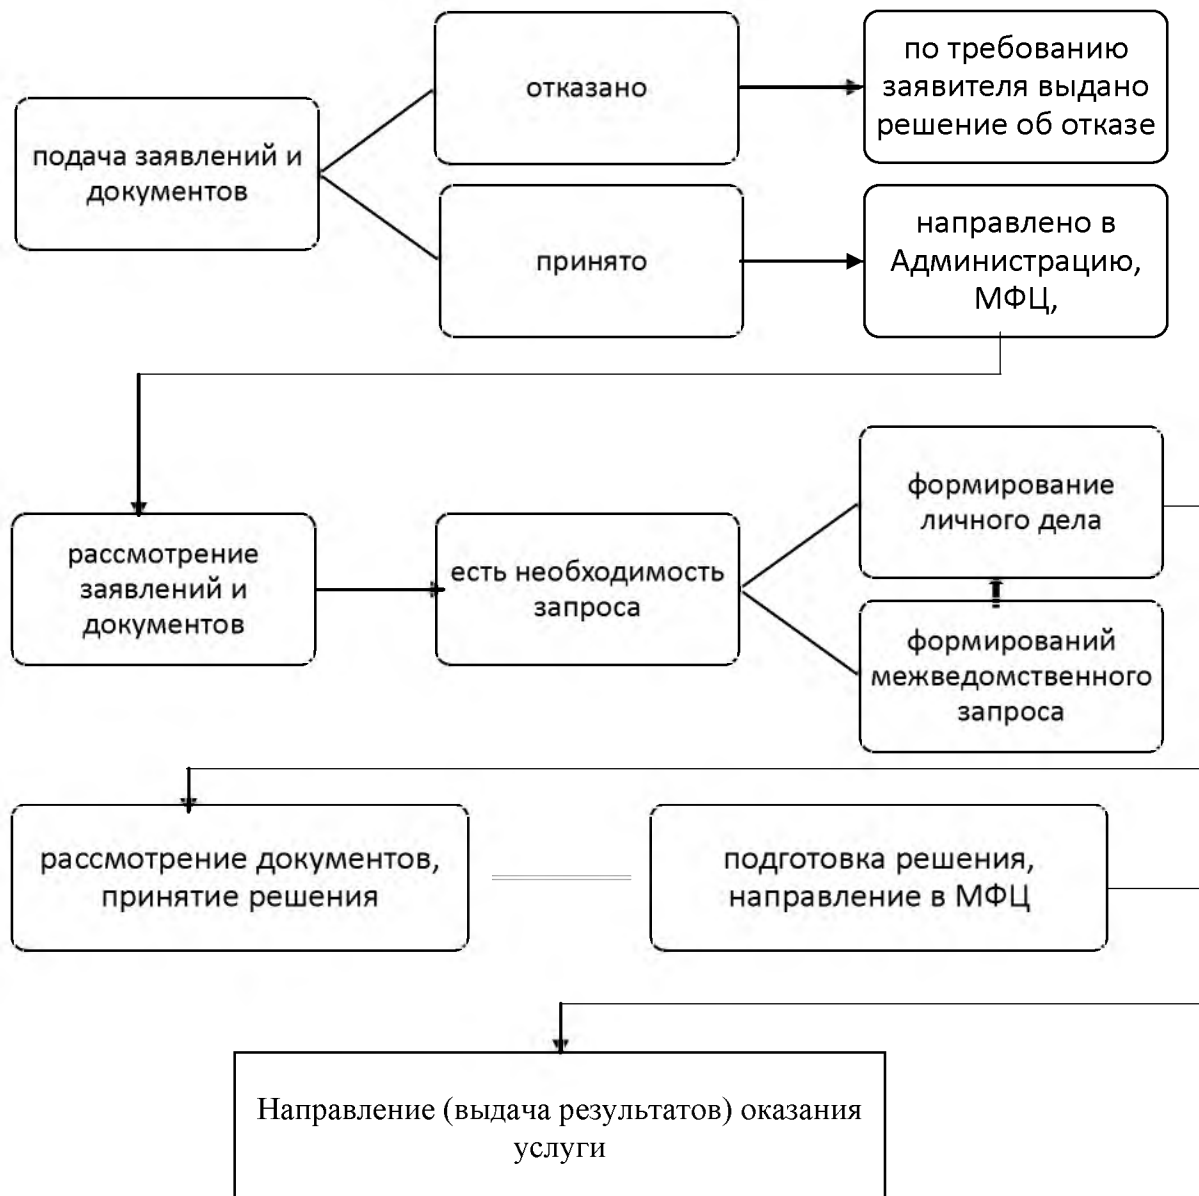 отказано
по требованию
заявителя выдано
решение об отказе
подача заявлений и
документов
принято
направлено в
Администрацию,
МФЦ,
формирование
личного дела
рассмотрение
заявлений и
документов
есть необходимость
запроса
формирований
межведомственного
запроса
рассмотрение документов,
принятие решения
подготовка решения,
направление в МФЦ
Направление (выдача результатов) оказания
услуги